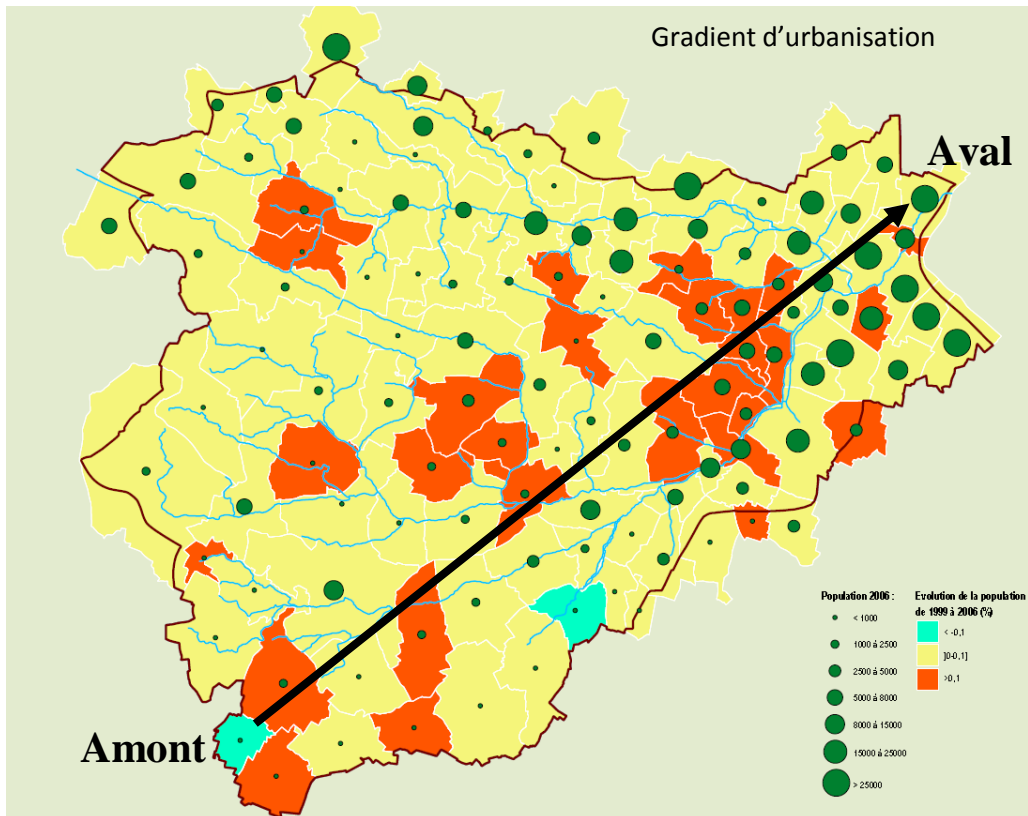 Gradient d’urbanisation
Aval
Amont
Population 2006 :
< 1000
1000 à 2500
2500 à 5000
5000 à 8000
8000 à 15000
15000 à 25000
> 25000
Evolution de la population
de 1999 à 2006 (%)
< -0,1
]0-0,1]
>0,1